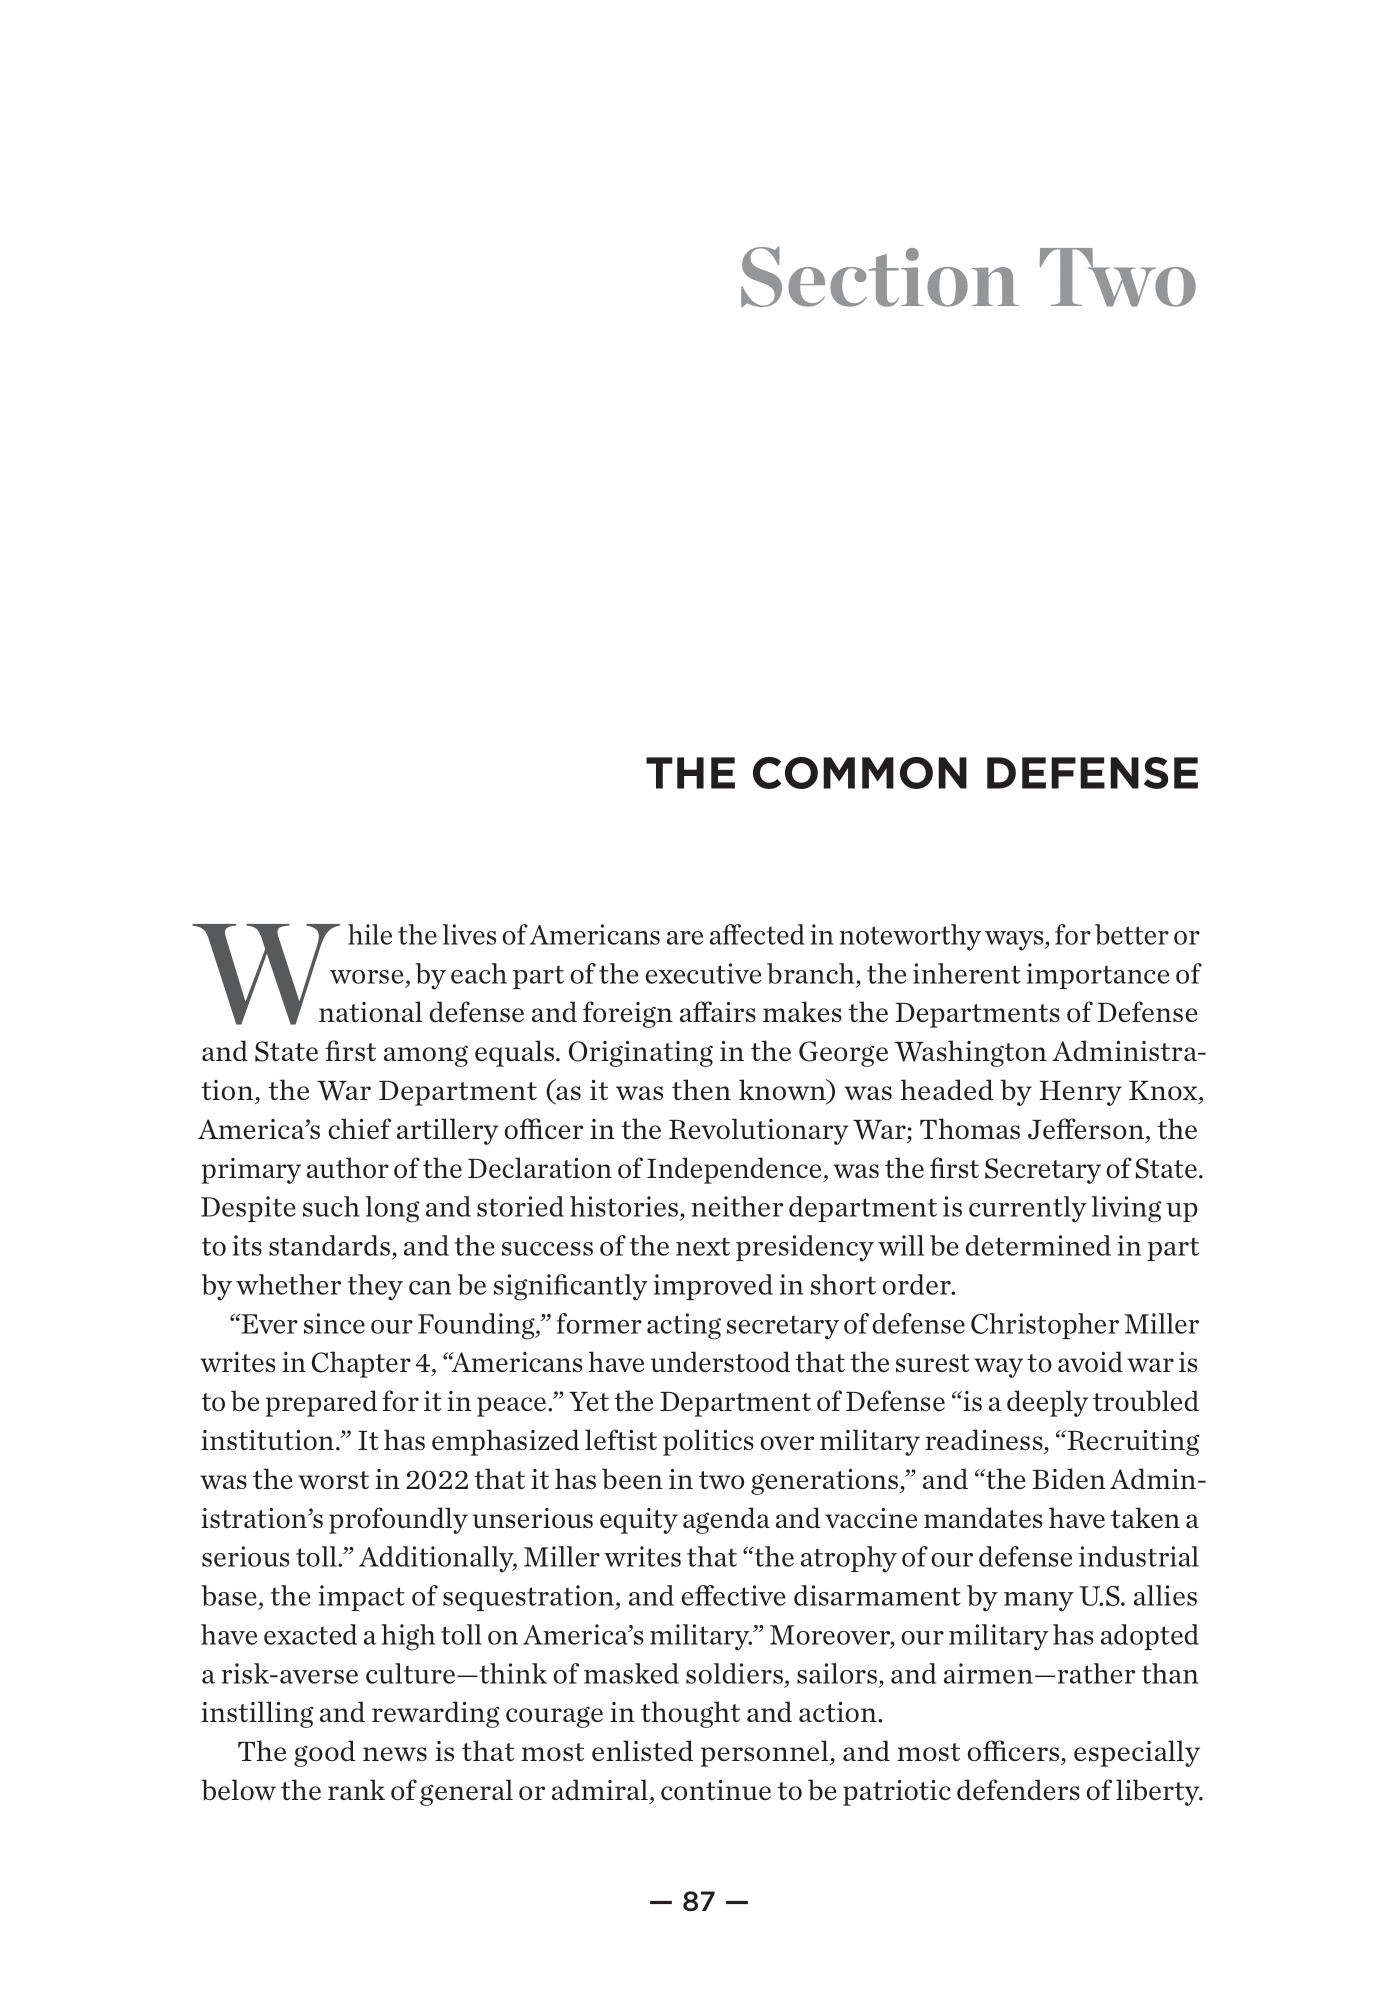 Section Two
THE COMMON DEFENSE
While the lives of Americans are affected in noteworthy ways, for better or
worse, by each part of the executive branch, the inherent importance of
national defense and foreign affairs makes the Departments of Defense
and State first among equals. Originating in the George Washington Administra-
tion, the War Department (as it was then known) was headed by Henry Knox,
America’s chief artillery officer in the Revolutionary War; Thomas Jefferson, the
primary author of the Declaration of Independence, was the first Secretary of State.
Despite such long and storied histories, neither department is currently living up
to its standards, and the success of the next presidency will be determined in part
by whether they can be significantly improved in short order.
“Ever since our Founding,” former acting secretary of defense Christopher Miller
writes in Chapter 4, “Americans have understood that the surest way to avoid war is
to be prepared for it in peace.” Yet the Department of Defense “is a deeply troubled
institution.” It has emphasized leftist politics over military readiness, “Recruiting
was the worst in 2022 that it has been in two generations,” and “the Biden Admin-
istration’s profoundly unserious equity agenda and vaccine mandates have taken a
serious toll.” Additionally, Miller writes that “the atrophy of our defense industrial
base, the impact of sequestration, and effective disarmament by many U.S. allies
have exacted a high toll on America’s military.” Moreover, our military has adopted
a risk-averse culture—think of masked soldiers, sailors, and airmen—rather than
instilling and rewarding courage in thought and action.
The good news is that most enlisted personnel, and most officers, especially
below the rank of general or admiral, continue to be patriotic defenders of liberty.
— 87 —